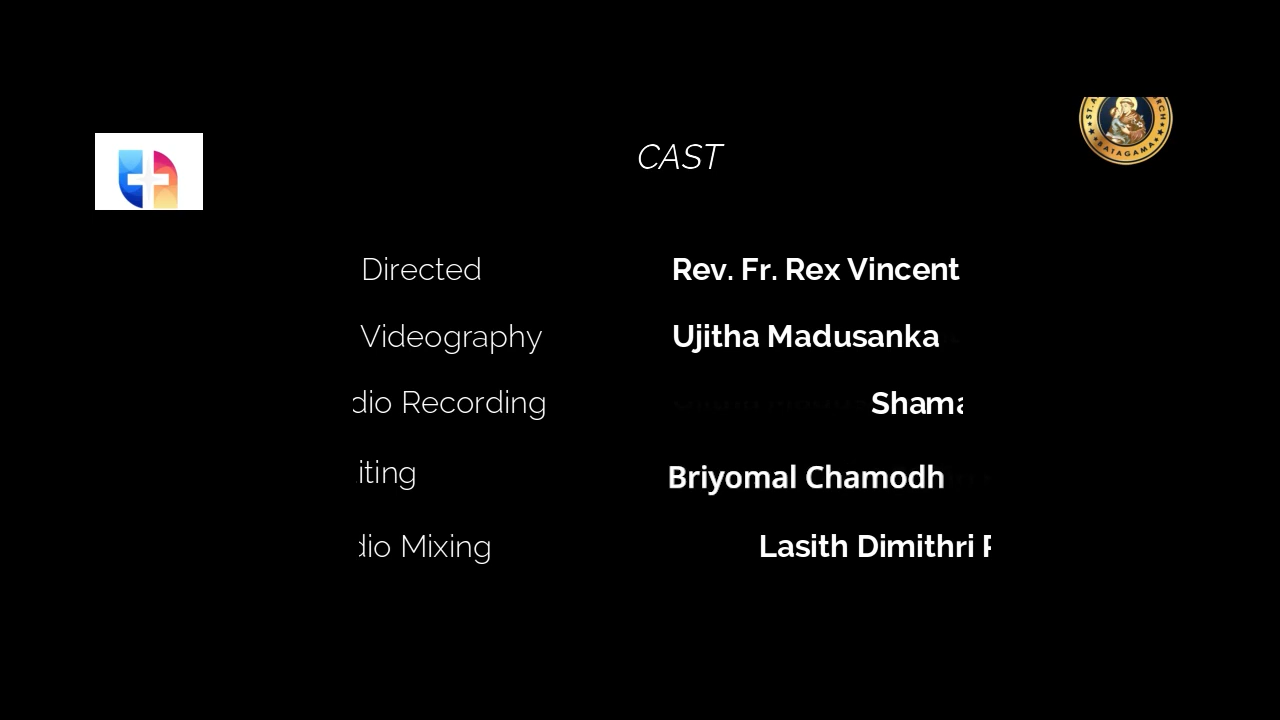 CAST
Directed Rev. Fr. Rex Vincent
Videography Ujitha Madusanka
dio Recording Shama
iting Briyomal Chamodh
dio Mixing Lasith Dimithri
BATAGAMA